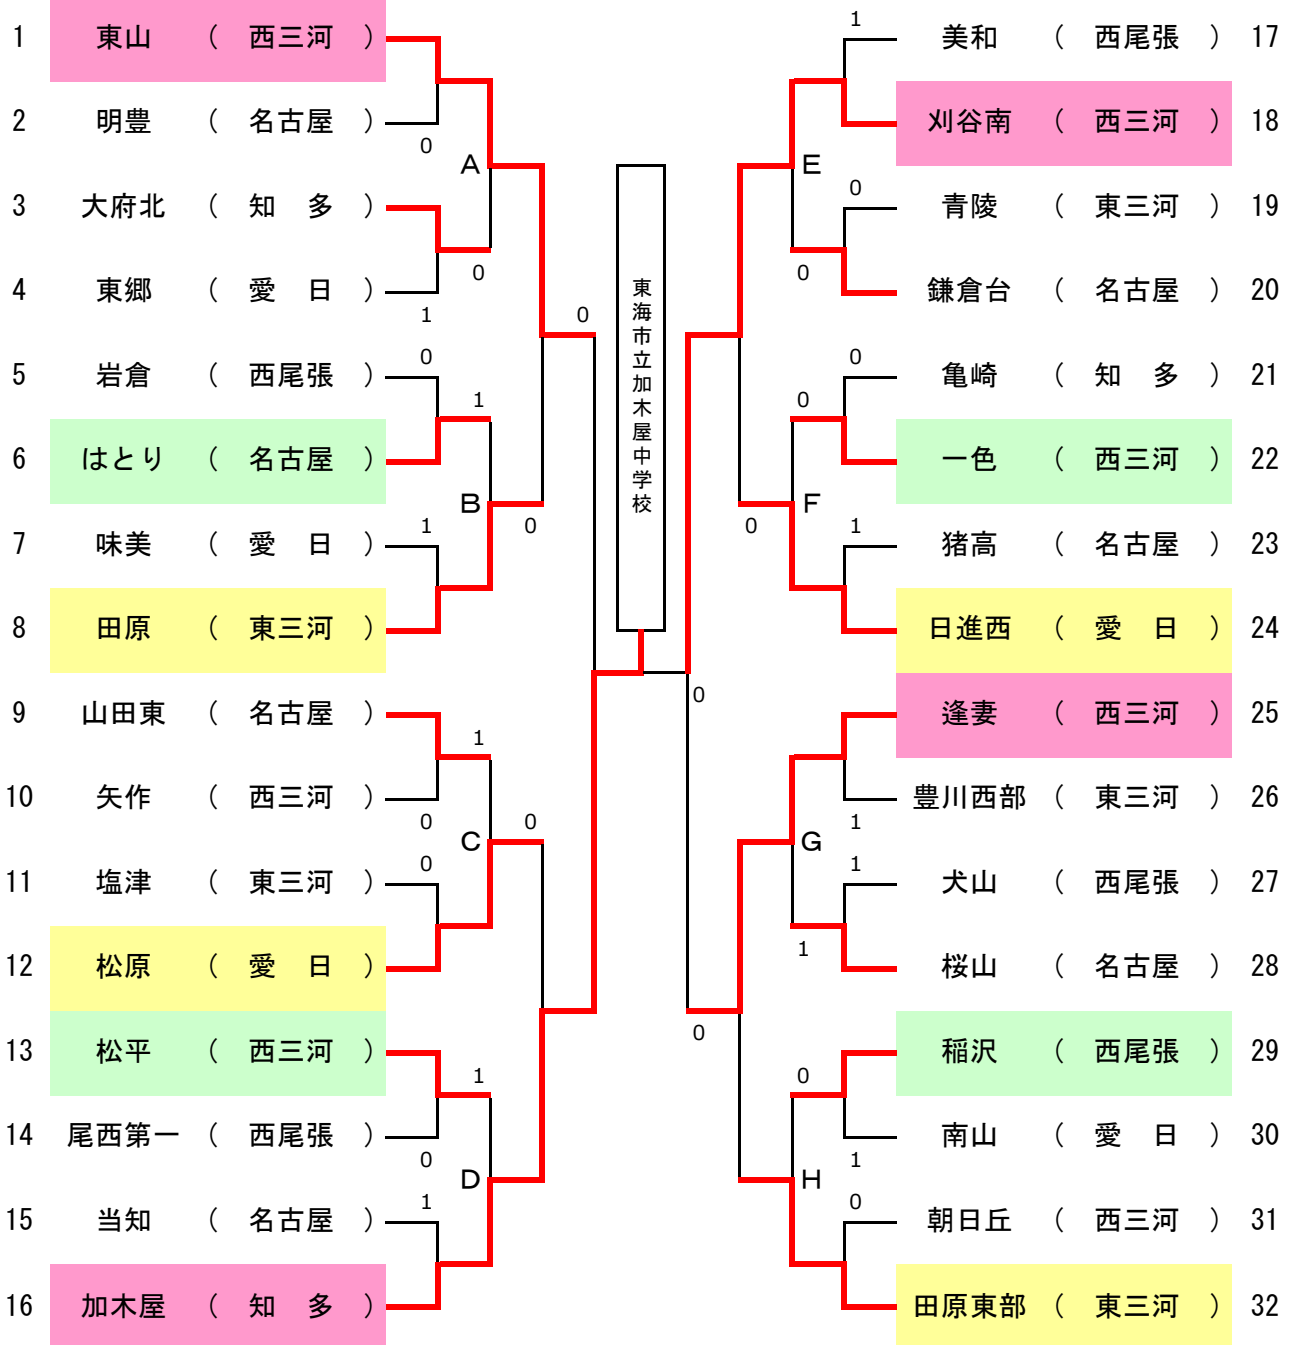 1 東山 ( 西三河 )
2 明豊 ( 名古屋 )
0
A
3 大府北 ( 知 多 )
0
4 東郷 ( 愛 日 )
1
0
5 岩倉 ( 西尾張 )
0
1
6 はとり ( 名古屋 )
B
7 味美 ( 愛 日 )
1
0
8 田原 ( 東三河 )
9 山田東 ( 名古屋 )
1
10 矢作 ( 西三河 )
0
0
C
11 塩津 ( 東三河 )
0
12 松原 ( 愛 日 )
13 松平 ( 西三河 )
1
14 尾西第一 ( 西尾張 )
0
D
15 当知 ( 名古屋 )
1
16 加木屋 ( 知 多 )
東海市立加木屋中学校
1
美和 ( 西尾張 ) 17
刈谷南 ( 西三河 ) 18
E
0
青陵 ( 東三河 ) 19
0
鎌倉台 ( 名古屋 ) 20
0
亀崎 ( 知 多 ) 21
0
一色 ( 西三河 ) 22
F
0
1
猪高 ( 名古屋 ) 23
日進西 ( 愛 日 ) 24
0
逢妻 ( 西三河 ) 25
豊川西部 ( 東三河 ) 26
1
G
1
犬山 ( 西尾張 ) 27
1
桜山 ( 名古屋 ) 28
0
稲沢 ( 西尾張 ) 29
0
南山 ( 愛 日 ) 30
1
H
0
朝日丘 ( 西三河 ) 31
田原東部 ( 東三河 ) 32